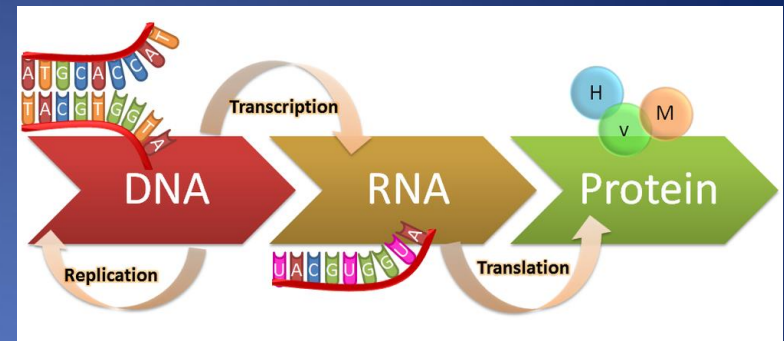 ATGCACCAT
TACGTGGTA
Transcription
H
v
M
DNA
RNA
Protein
UACGUGGUA
Replication
Translation